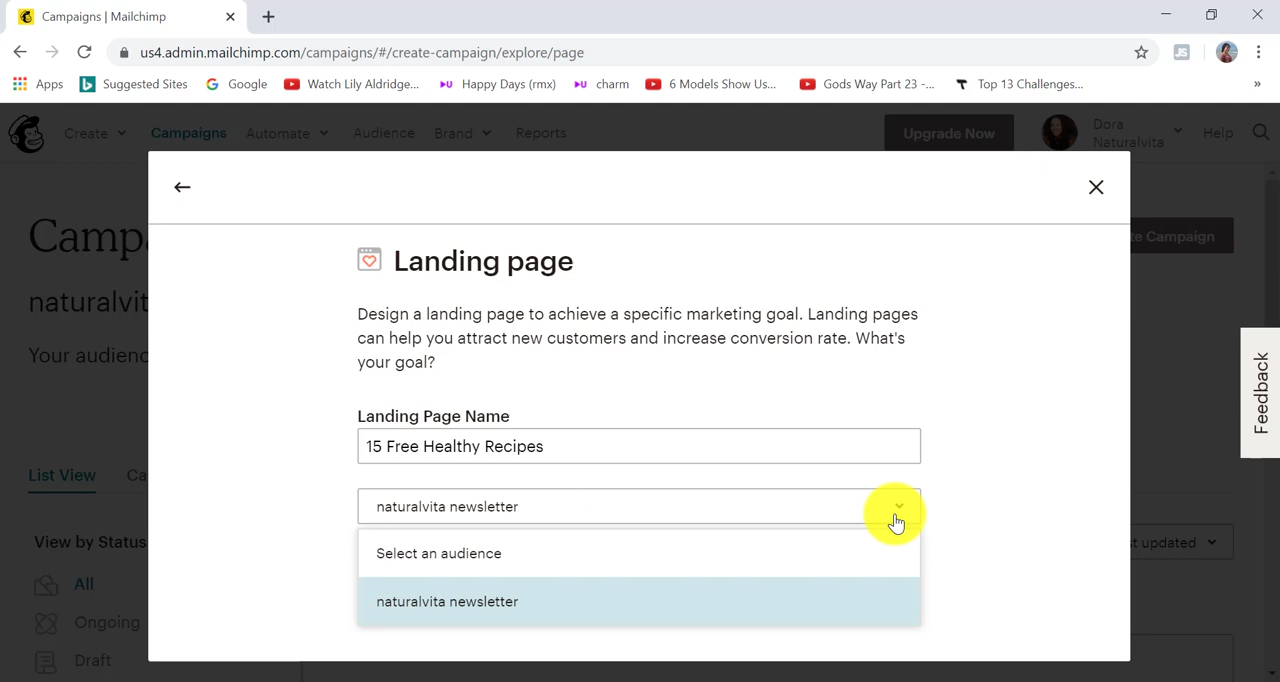 Campaigns | Mailchimp
us4.admin.mailchimp.com/campaigns/#/create-campaign/explore/page
JS
Apps Suggested Sites Google Watch Lily Aldridge... Happy Days (rmx) charm 6 Models Show Us... Gods Way Part 23 -... Top 13 Challenges... »
Create Campaigns Automate Audience Brand Reports Upgrade Now Dora Naturalvita Help
Landing page
Design a landing page to achieve a specific marketing goal. Landing pages
can help you attract new customers and increase conversion rate. What's
your goal?
Landing Page Name
15 Free Healthy Recipes
naturalvita newsletter
Select an audience
naturalvita newsletter
Campa
naturalvit
Your audienc
te Campaign
Feedback
List View Ca
View by Status
t updated
All
Ongoing
Draft